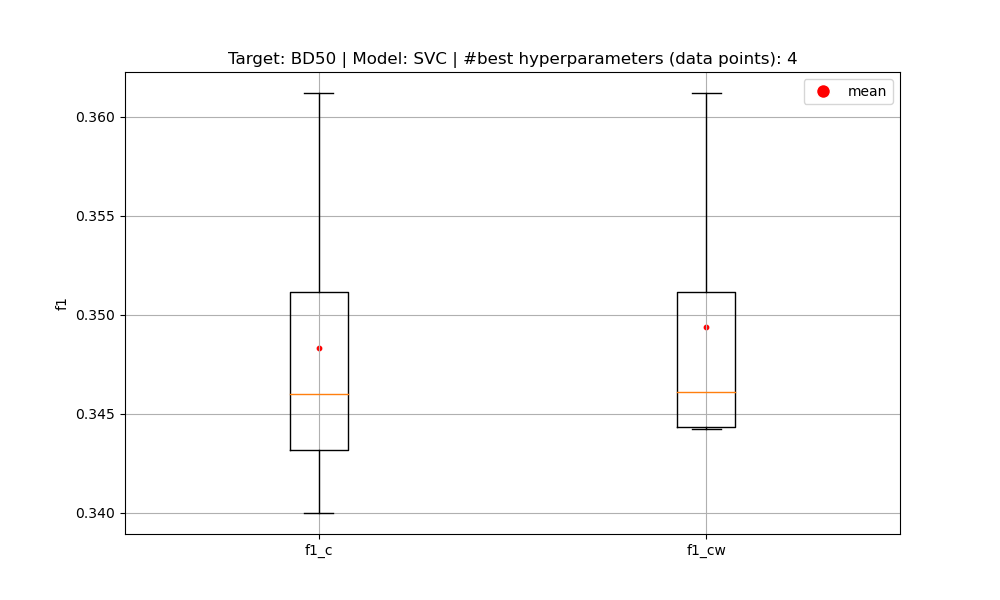 Target: BD50 | Model: SVC | #best hyperparameters (data points): 4
mean
0.360
0.355
0.350
0.345
0.340
f1
f1_c
f1_cw